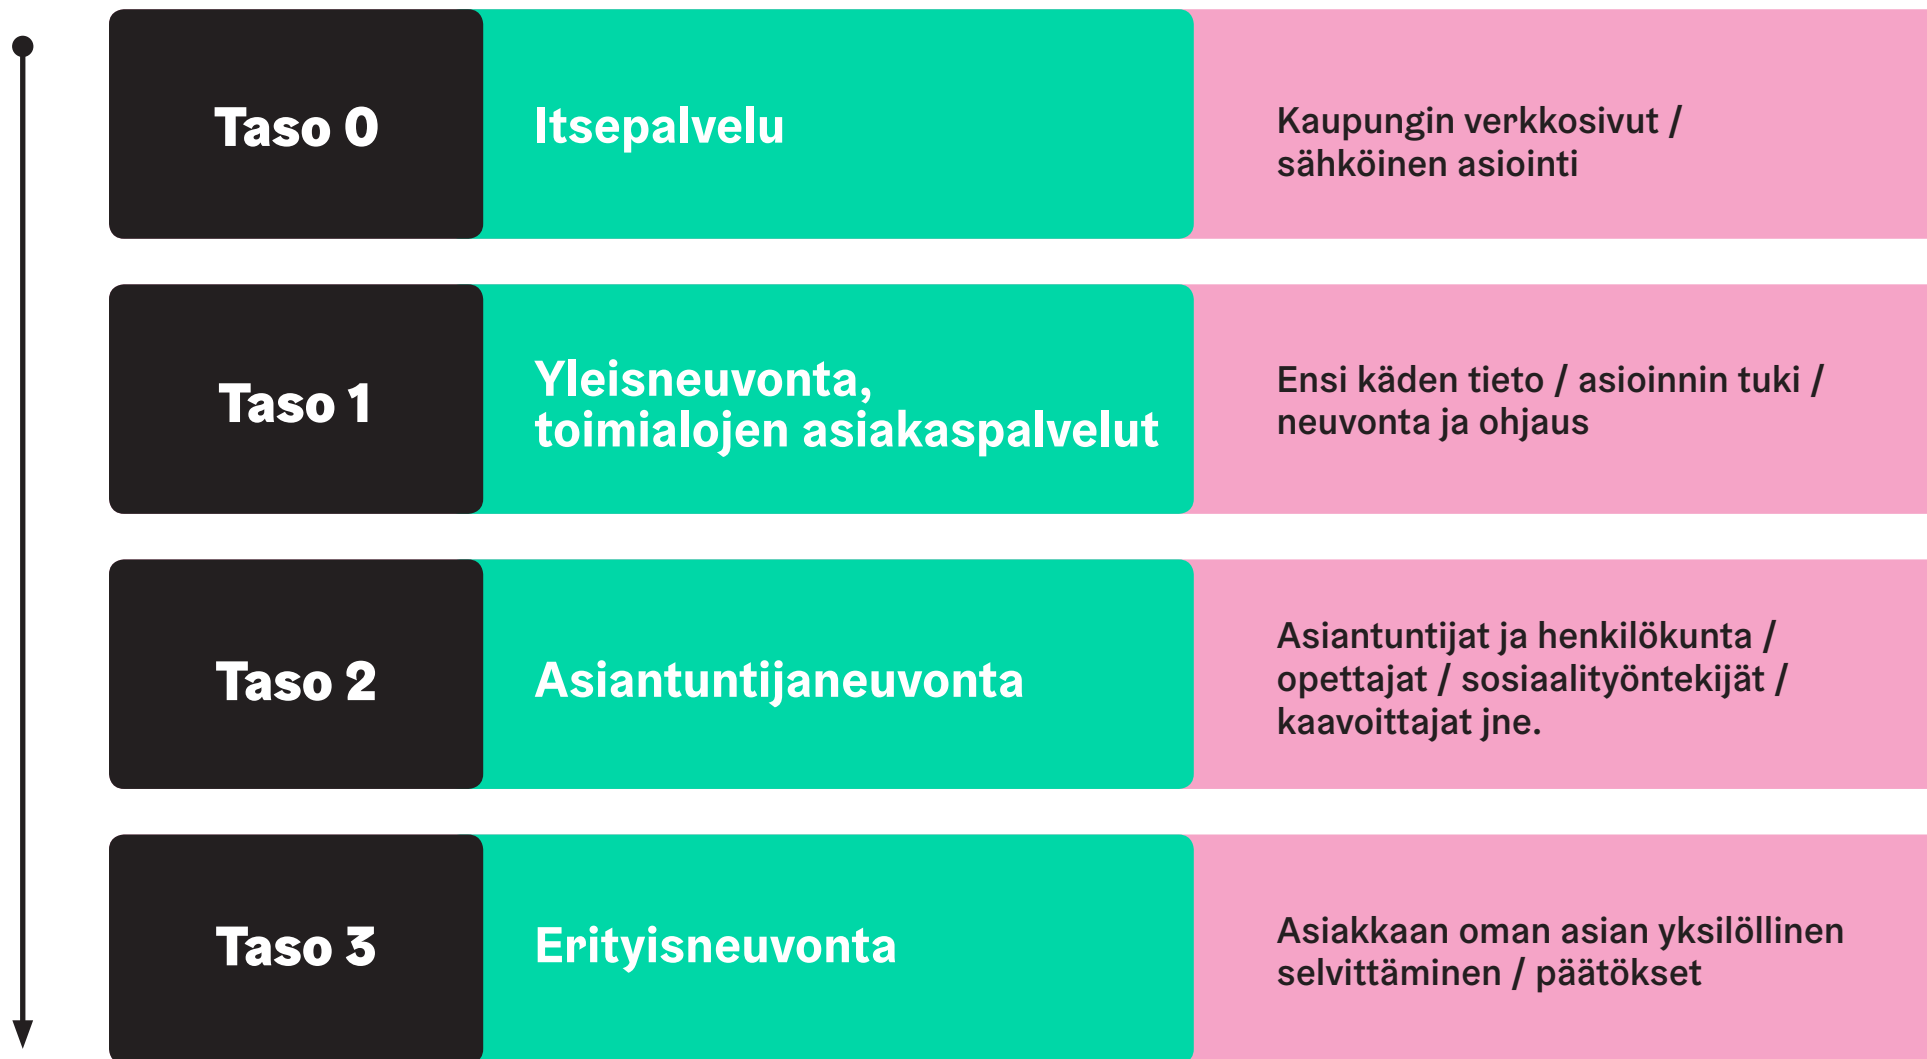 Taso 0
Itsepalvelu
Kaupungin verkkosivut /
sähköinen asiointi
Taso 1
Yleisneuvonta,
toimialojen asiakaspalvelut
Ensi käden tieto / asioinnin tuki /
neuvonta ja ohjaus
Taso 2
Asiantuntijaneuvonta
Asiantuntijat ja henkilökunta /
opettajat / sosiaalityöntekijät /
kaavoittajat jne.
Taso 3
Erityisneuvonta
Asiakkaan oman asian yksilöllinen
selvittäminen / päätökset